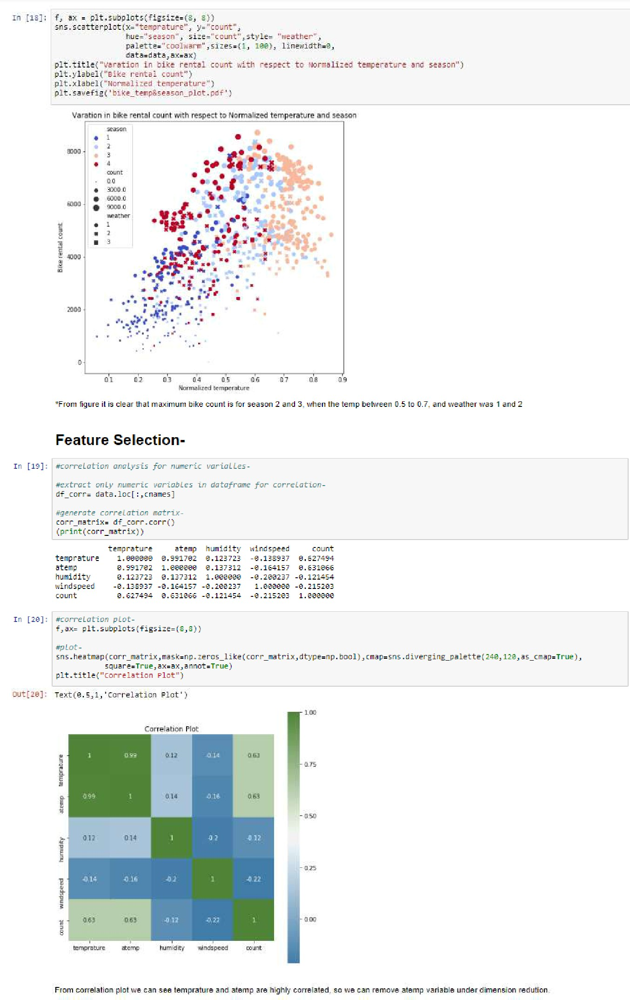 In [18]:
f, ax = plt.subplots(figsize=(8, 8))
sns.scatterplot(x="temprature", y="count",
hue="season", size="count",style= "weather",
palette="coolwarm",sizes=(1, 100), linewidth=0,
data=data,ax=ax)
plt.title("Varation in bike rental count with respect to Normalized temperature and season")
plt.ylabel("Bike rental count")
plt.xlabel("Normalized temperature")
plt.savefig('bike_temp&season_plot.pdf')
Varation in bike rental count with respect to Normalized temperature and season
season
1
2
3
4
count
0.0
3000.0
6000.0
9000.0
weather
1
2
3
8000
6000
4000
2000
0
Bike rental count
0.1 0.2 0.3 0.4 0.5 0.6 0.7 0.8 0.9
Normalized temperature
*From figure it is clear that maximum bike count is for season 2 and 3, when the temp between 0.5 to 0.7, and weather was 1 and 2
Feature Selection-
In [19]:
#correlation analysis for numeric varialles-
#extract only numeric variables in dataframe for correlation-
df_corr= data.loc[:,cnames]
#generate correlation matrix-
corr_matrix= df_corr.corr()
(print(corr_matrix))
temprature atemp humidity windspeed count
temprature 1.000000 0.991702 0.123723 -0.138937 0.627494
atemp 0.991702 1.000000 0.137312 -0.164157 0.631066
humidity 0.123723 0.137312 1.000000 -0.200237 -0.121454
windspeed -0.138937 -0.164157 -0.200237 1.000000 -0.215203
count 0.627494 0.631066 -0.121454 -0.215203 1.000000
In [20]:
#correlation plot-
f,ax= plt.subplots(figsize=(8,8))
#plot-
sns.heatmap(corr_matrix,mask=np.zeros_like(corr_matrix,dtype=np.bool),cmap=sns.diverging_palette(240,120,as_cmap=True),
square=True,ax=ax,annot=True)
plt.title("Correlation Plot")
Out[20]: Text(0.5,1,'Correlation Plot')
Correlation Plot
temprature 1 0.99 0.12 -0.14 0.63
atemp 0.99 1 0.14 -0.16 0.63
humidity 0.12 0.14 1 -0.2 -0.12
windspeed -0.14 -0.16 -0.2 1 -0.22
count 0.63 0.63 -0.12 -0.22 1
temprature atemp humidity windspeed count
1.00
0.75
0.50
0.25
0.00
From correlation plot we can see temprature and atemp are highly correlated, so we can remove atemp variable under dimension redution.